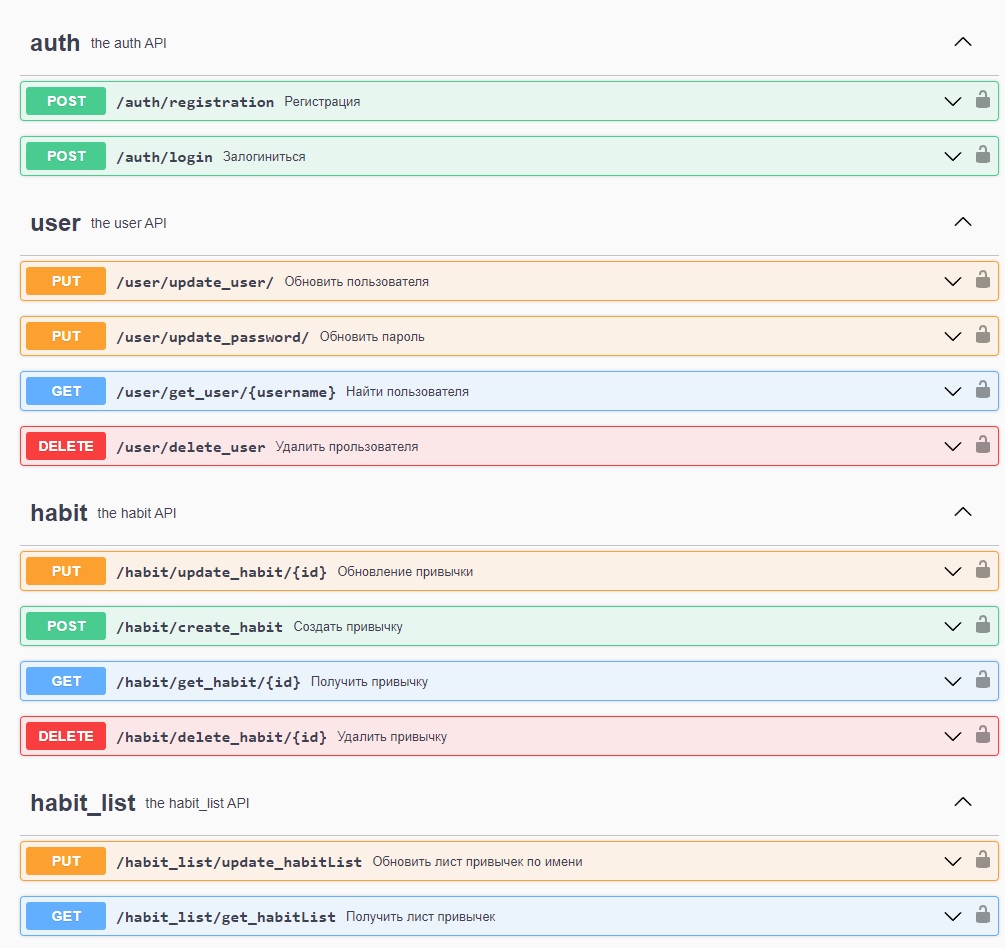 auth the auth API
POST /auth/registration Регистрация
POST /auth/login Залогиниться
user the user API
PUT /user/update_user/ Обновить пользователя
PUT /user/update_password/ Обновить пароль
GET /user/get_user/{username} Найти пользователя
DELETE /user/delete_user Удалить прользователя
habit the habit API
PUT /habit/update_habit/{id} Обновление привычки
POST /habit/create_habit Создать привычку
GET /habit/get_habit/{id} Получить привычку
DELETE /habit/delete_habit/{id} Удалить привычку
habit_list the habit_list API
PUT /habit_list/update_habitList Обновить лист привычек по имени
GET /habit_list/get_habitList Получить лист привычек